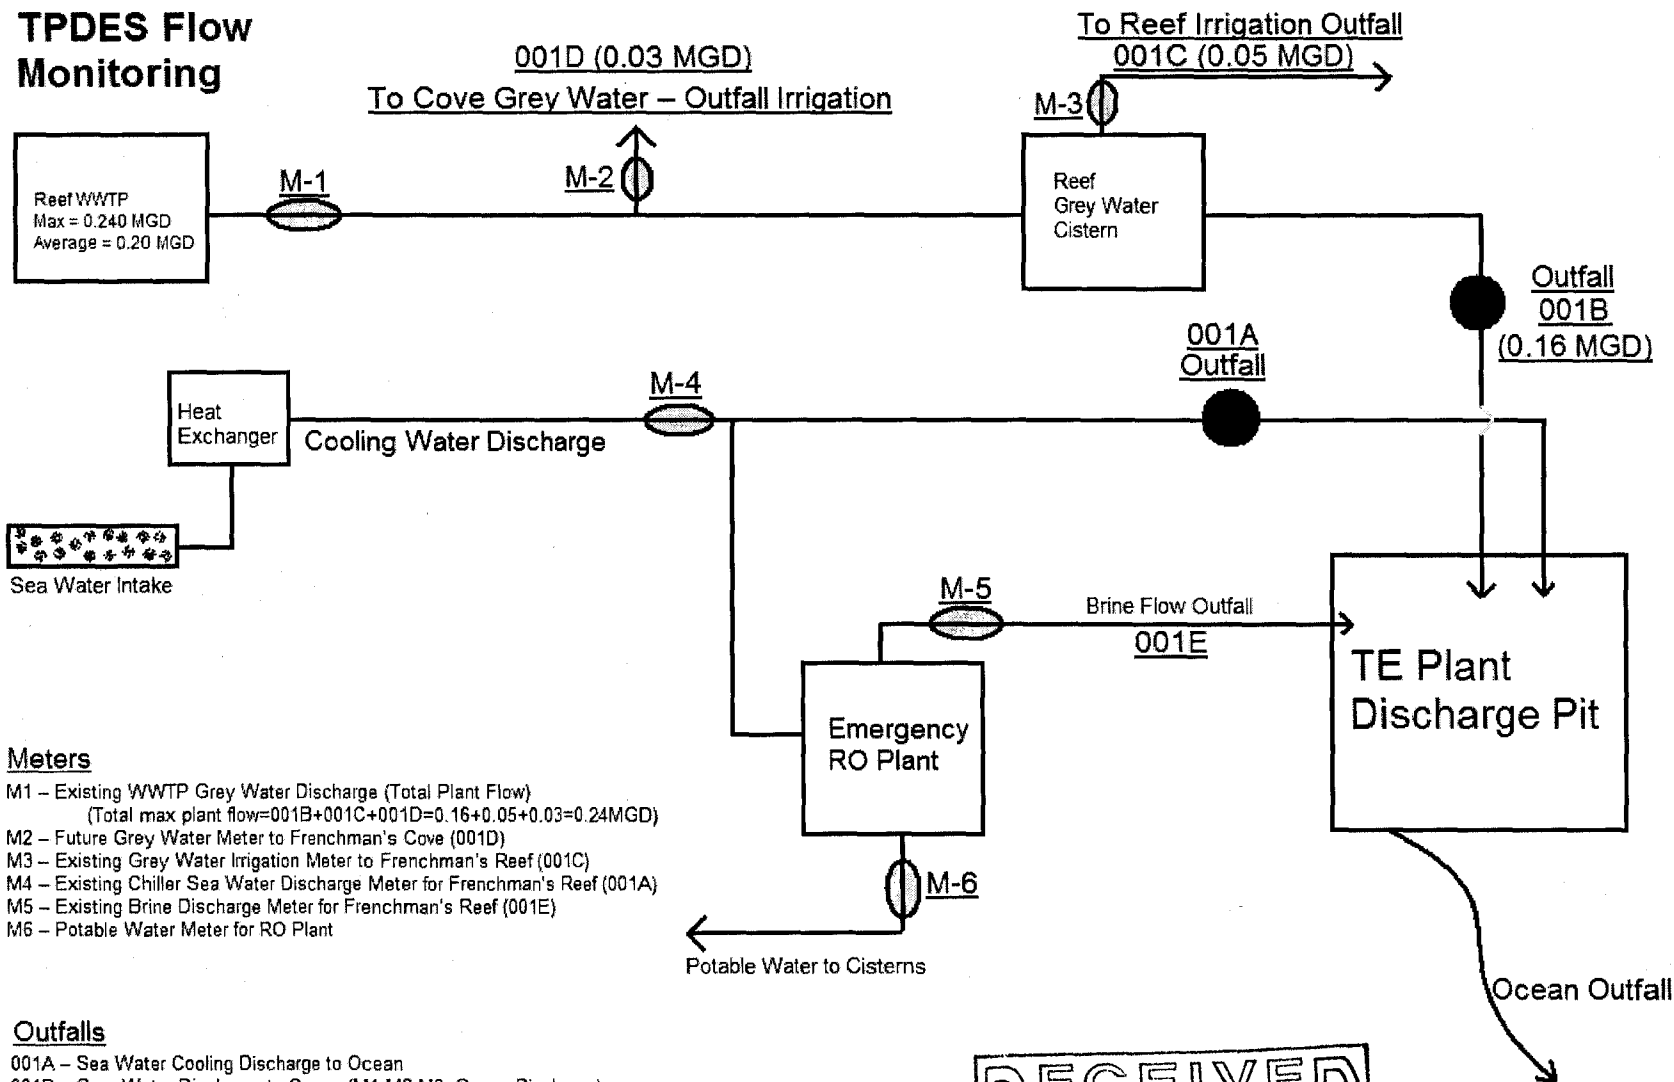 TPDES Flow
Monitoring
001D (0.03 MGD)
To Cove Grey Water – Outfall Irrigation
To Reef Irrigation Outfall
001C (0.05 MGD)
M-3
M-1
M-2
Reef WWTP
Max = 0.240 MGD
Average = 0.20 MGD
Reef
Grey Water
Cistern
Outfall
001B
(0.16 MGD)
001A
Outfall
M-4
Heat
Exchanger
Cooling Water Discharge
Sea Water Intake
M-5
Brine Flow Outfall
001E
TE Plant
Discharge Pit
Emergency
RO Plant
M-6
Potable Water to Cisterns
Ocean Outfall
Meters
M1 – Existing WWTP Grey Water Discharge (Total Plant Flow)
(Total max plant flow=001B+001C+001D=0.16+0.05+0.03=0.24MGD)
M2 – Future Grey Water Meter to Frenchman's Cove (001D)
M3 – Existing Grey Water Irrigation Meter to Frenchman's Reef (001C)
M4 – Existing Chiller Sea Water Discharge Meter for Frenchman's Reef (001A)
M5 – Existing Brine Discharge Meter for Frenchman's Reef (001E)
M6 – Potable Water Meter for RO Plant
Outfalls
001A – Sea Water Cooling Discharge to Ocean
RECEIVED